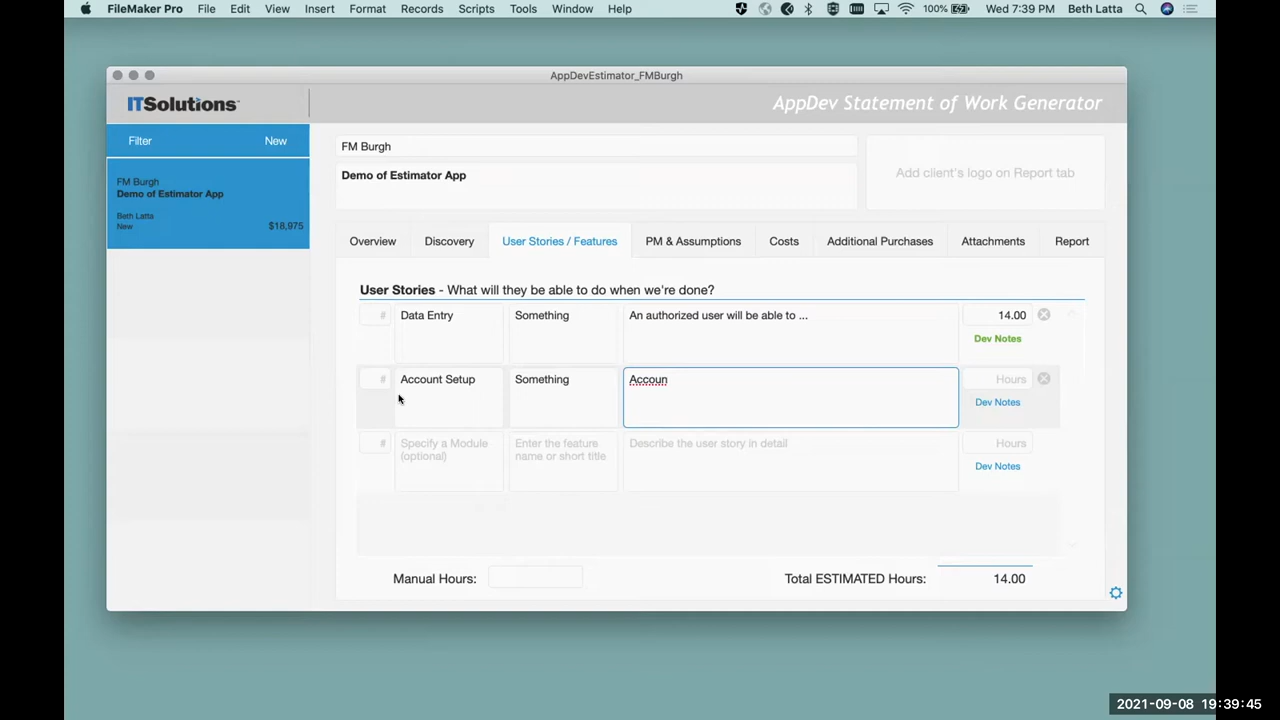 FileMaker Pro File Edit View Insert Format Records Scripts Tools Window Help 100% Wed 7:39 PM Beth Latta
AppDevEstimator_FMBurgh
ITSolutions
AppDev Statement of Work Generator
Filter New
FM Burgh
Demo of Estimator App
Beth Latta
New $18,975
FM Burgh
Demo of Estimator App
Add client's logo on Report tab
Overview Discovery User Stories / Features PM & Assumptions Costs Additional Purchases Attachments Report
User Stories - What will they be able to do when we're done?
# Data Entry Something An authorized user will be able to ... 14.00
Dev Notes
# Account Setup Something Accoun Hours
Dev Notes
# Specify a Module Enter the feature Describe the user story in detail Hours
(optional) name or short title
Dev Notes
Manual Hours: Total ESTIMATED Hours: 14.00
2021-09-08 19:39:45